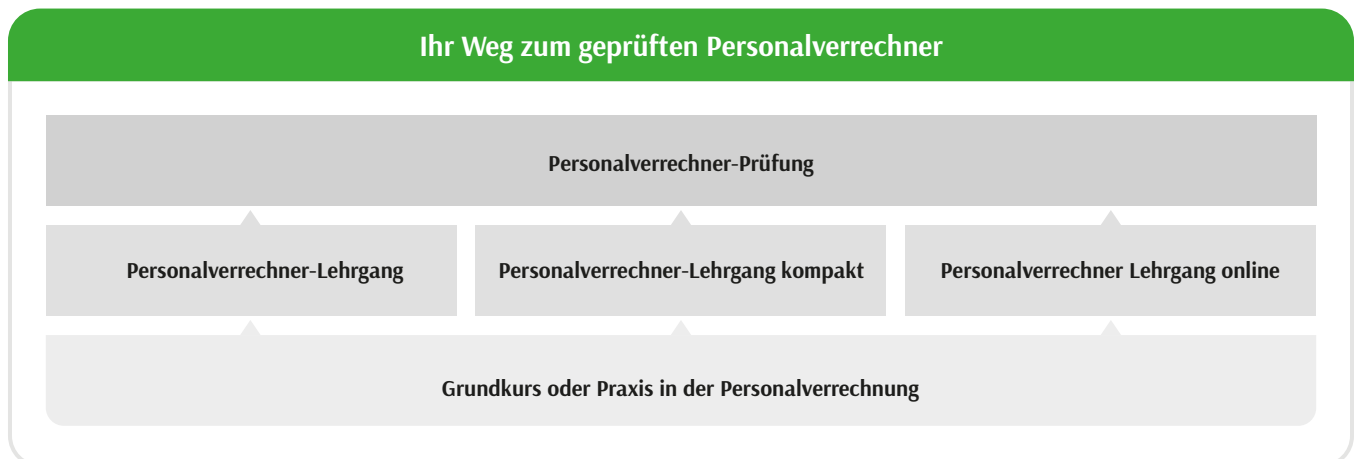 Ihr Weg zum geprüften Personalverrechner
Personalverrechner-Prüfung
Personalverrechner-Lehrgang
Personalverrechner-Lehrgang kompakt
Personalverrechner Lehrgang online
Grundkurs oder Praxis in der Personalverrechnung